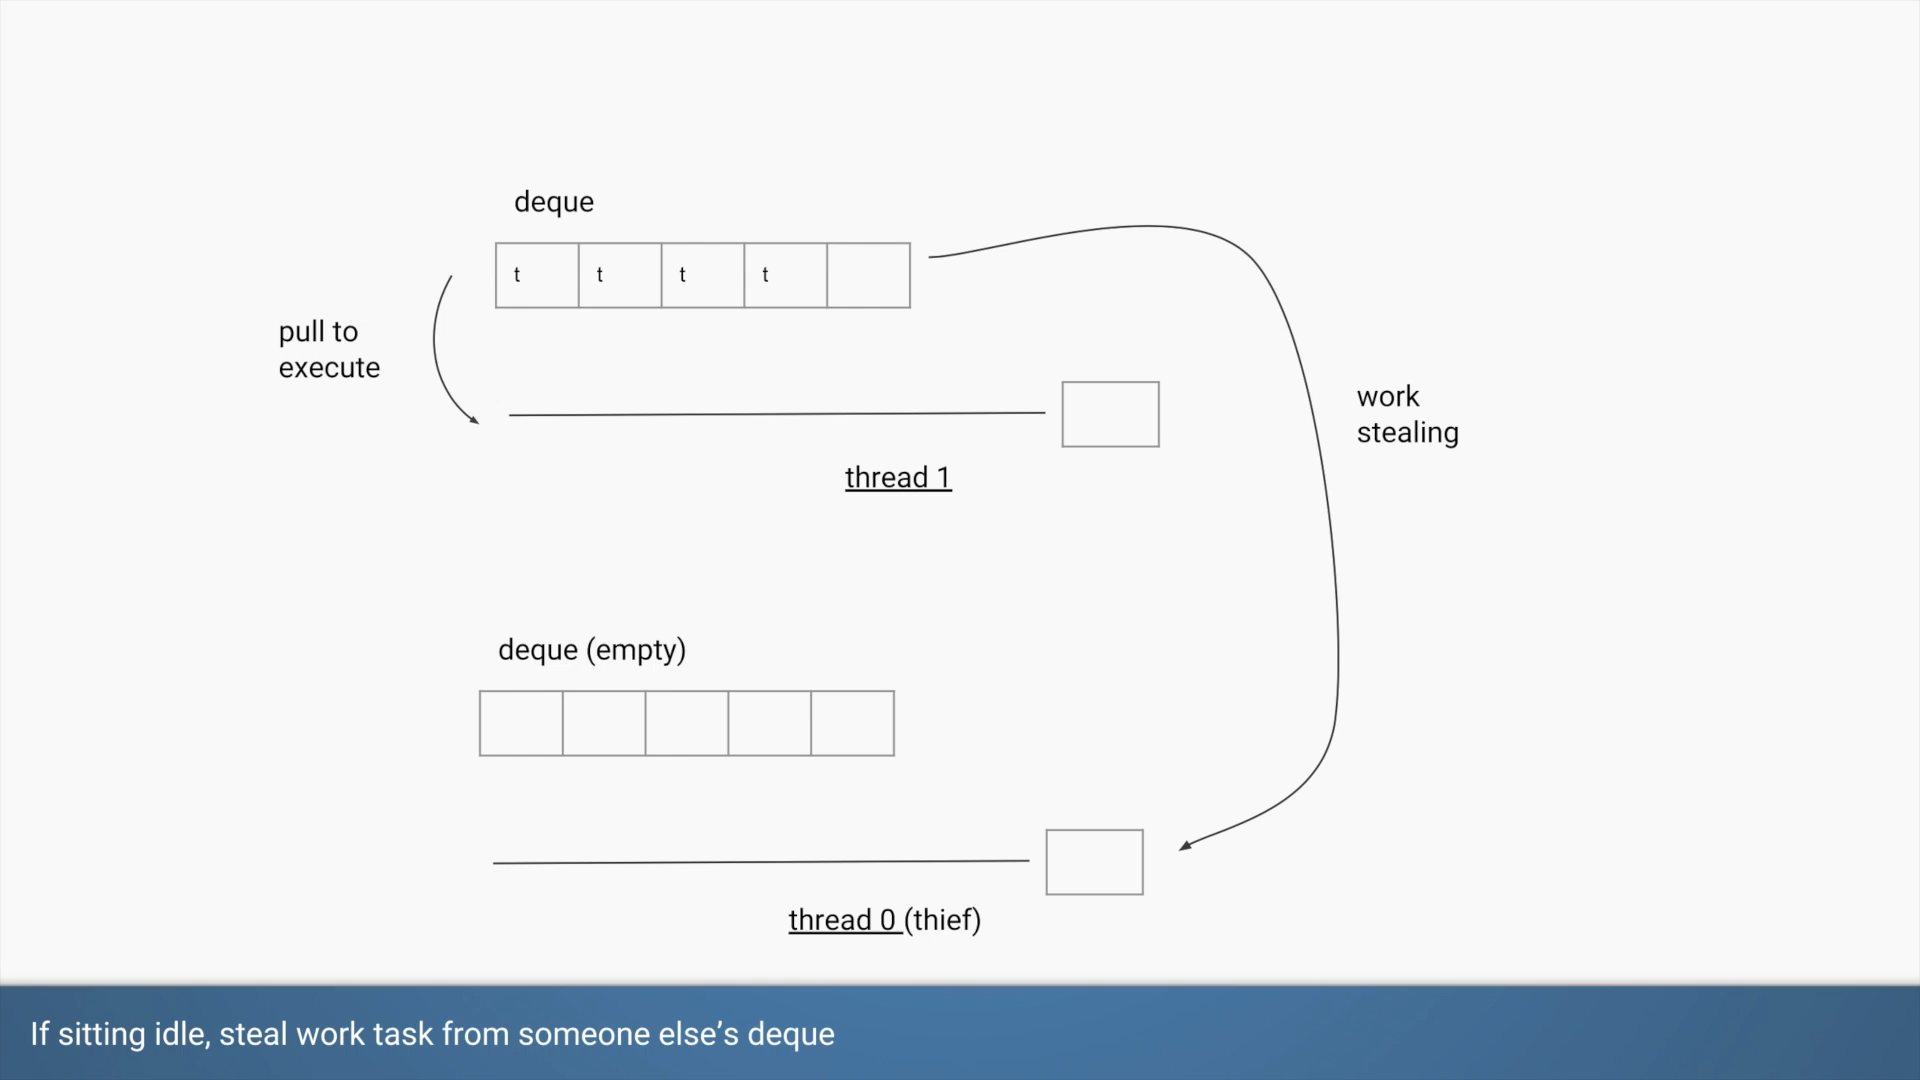 deque
t t t t
pull to
execute
work
stealing
thread 1
deque (empty)
thread 0 (thief)
If sitting idle, steal work task from someone else’s deque